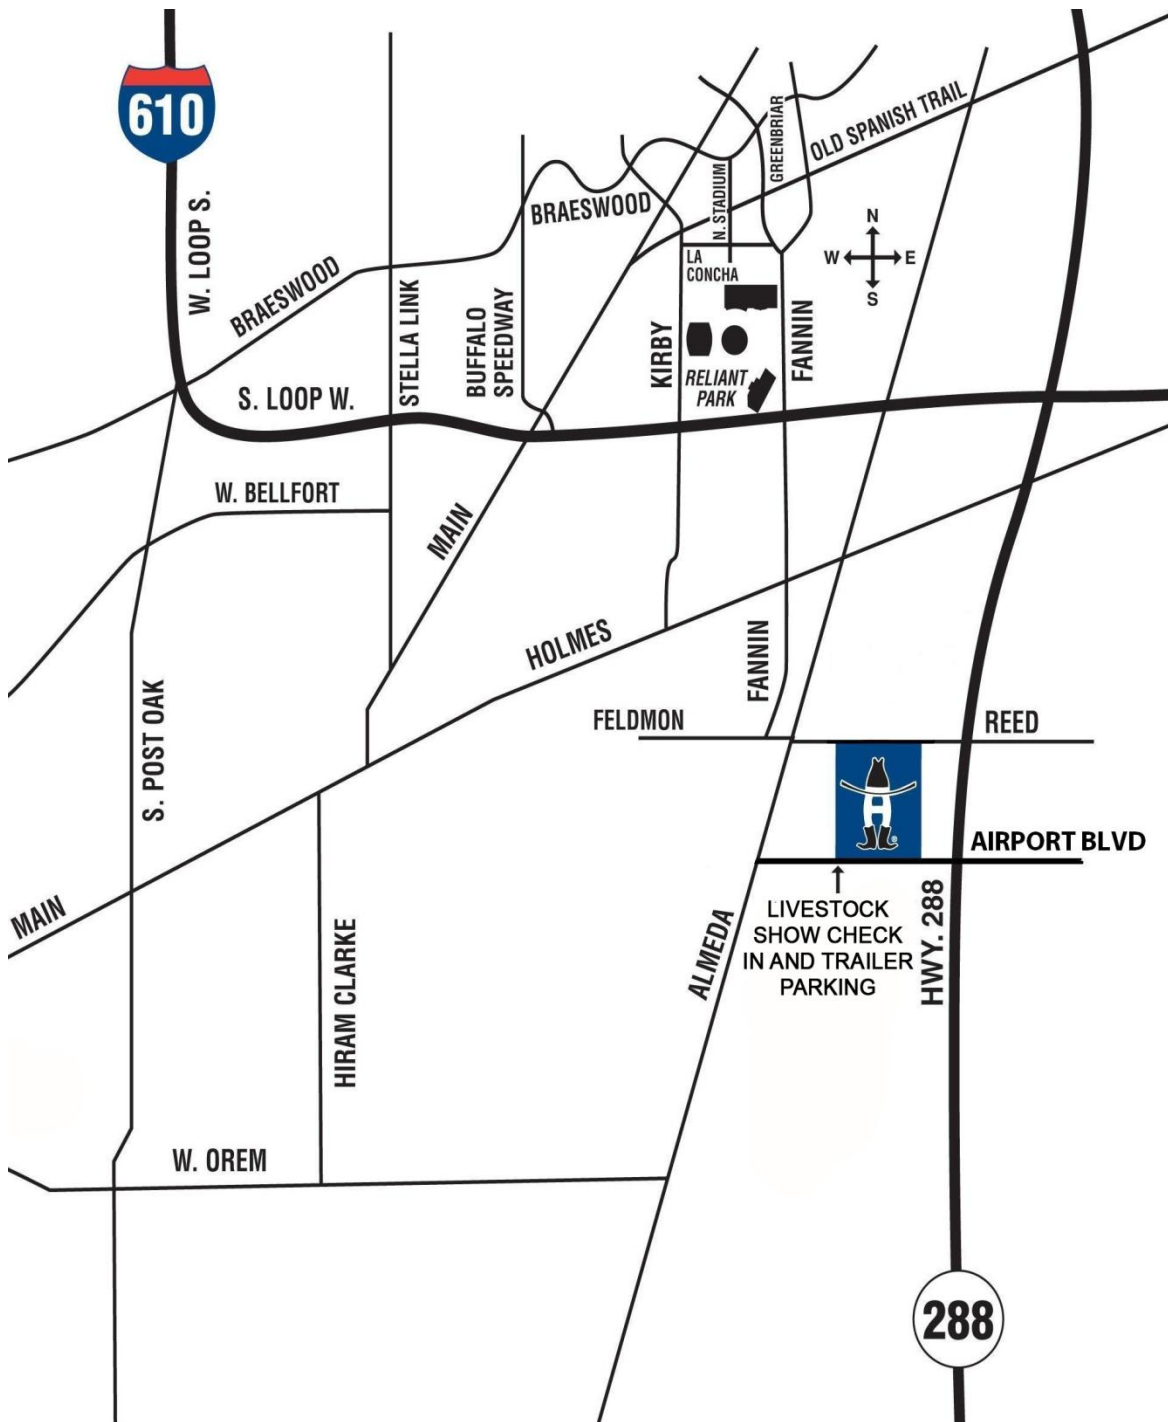 610
W. LOOP S.
BRAESWOOD
S. LOOP W.
STELLA LINK
BUFFALO
SPEEDWAY
BRAESWOOD
N. STADIUM
GREENBRIAR
OLD SPANISH TRAIL
N
W
E
S
LA
CONCHA
KIRBY
RELIANT
PARK
FANNIN
W. BELLFORT
MAIN
HOLMES
FANNIN
FELDMON
REED
S. POST OAK
H
®
AIRPORT BLVD
LIVESTOCK
SHOW CHECK
IN AND TRAILER
PARKING
HWY. 288
MAIN
HIRAM CLARKE
ALMEDA
W. OREM
288